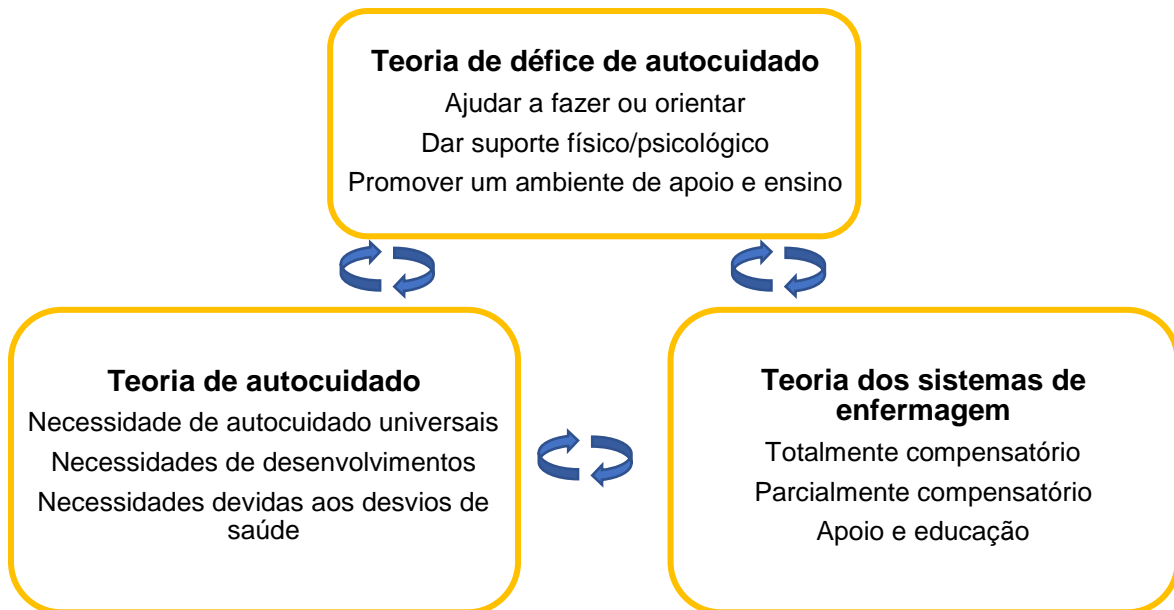 Teoria de défice de autocuidado
Ajudar a fazer ou orientar
Dar suporte físico/psicológico
Promover um ambiente de apoio e ensino
Teoria de autocuidado
Necessidade de autocuidado universais
Necessidades de desenvolvimentos
Necessidades devidas aos desvios de
saúde
Teoria dos sistemas de
enfermagem
Totalmente compensatório
Parcialmente compensatório
Apoio e educação